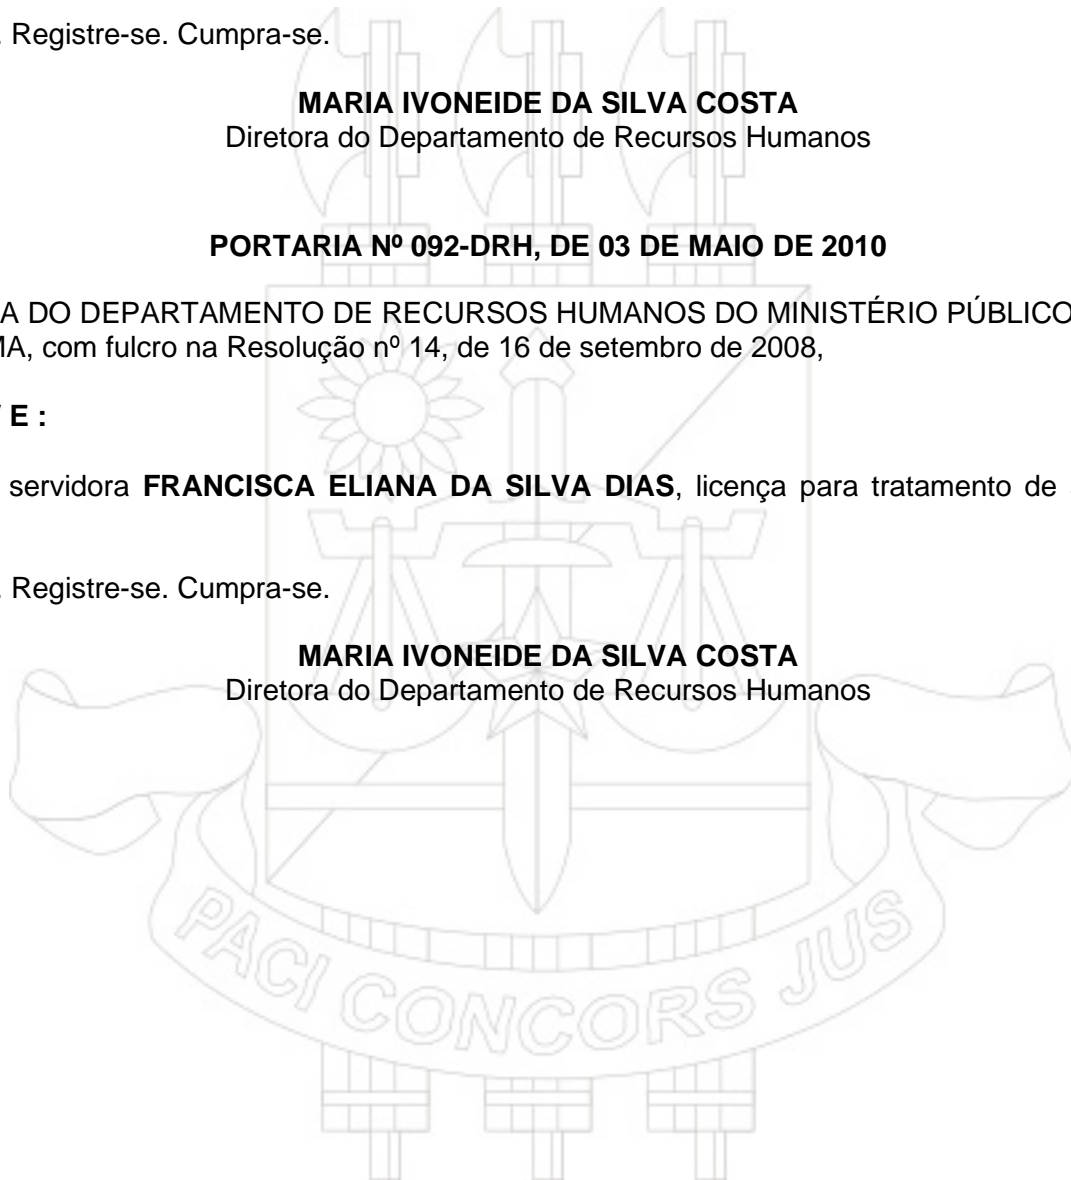 . Registre-se. Cumpra-se.
MARIA IVONEIDE DA SILVA COSTA
Diretora do Departamento de Recursos Humanos
PORTARIA Nº 092-DRH, DE 03 DE MAIO DE 2010
A DO DEPARTAMENTO DE RECURSOS HUMANOS DO MINISTÉRIO PÚBLICO
MA, com fulcro na Resolução nº 14, de 16 de setembro de 2008,
E :
servidora FRANCISCA ELIANA DA SILVA DIAS, licença para tratamento de
. Registre-se. Cumpra-se.
MARIA IVONEIDE DA SILVA COSTA
Diretora do Departamento de Recursos Humanos
PACI CONCORS JUS